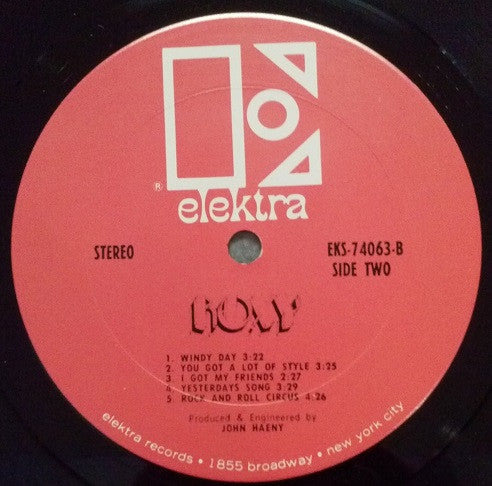 ®
elektra
STEREO
EKS-74063-B
SIDE TWO
ROXY
1. WINDY DAY 3:22
2. YOU GOT A LOT OF STYLE 3:25
3. I GOT MY FRIENDS 2:27
4. YESTERDAYS SONG 3:29
5. ROCK AND ROLL CIRCUS 4:26
Produced & Engineered by
JOHN HAENY
elektra records • 1855 broadway • new york city